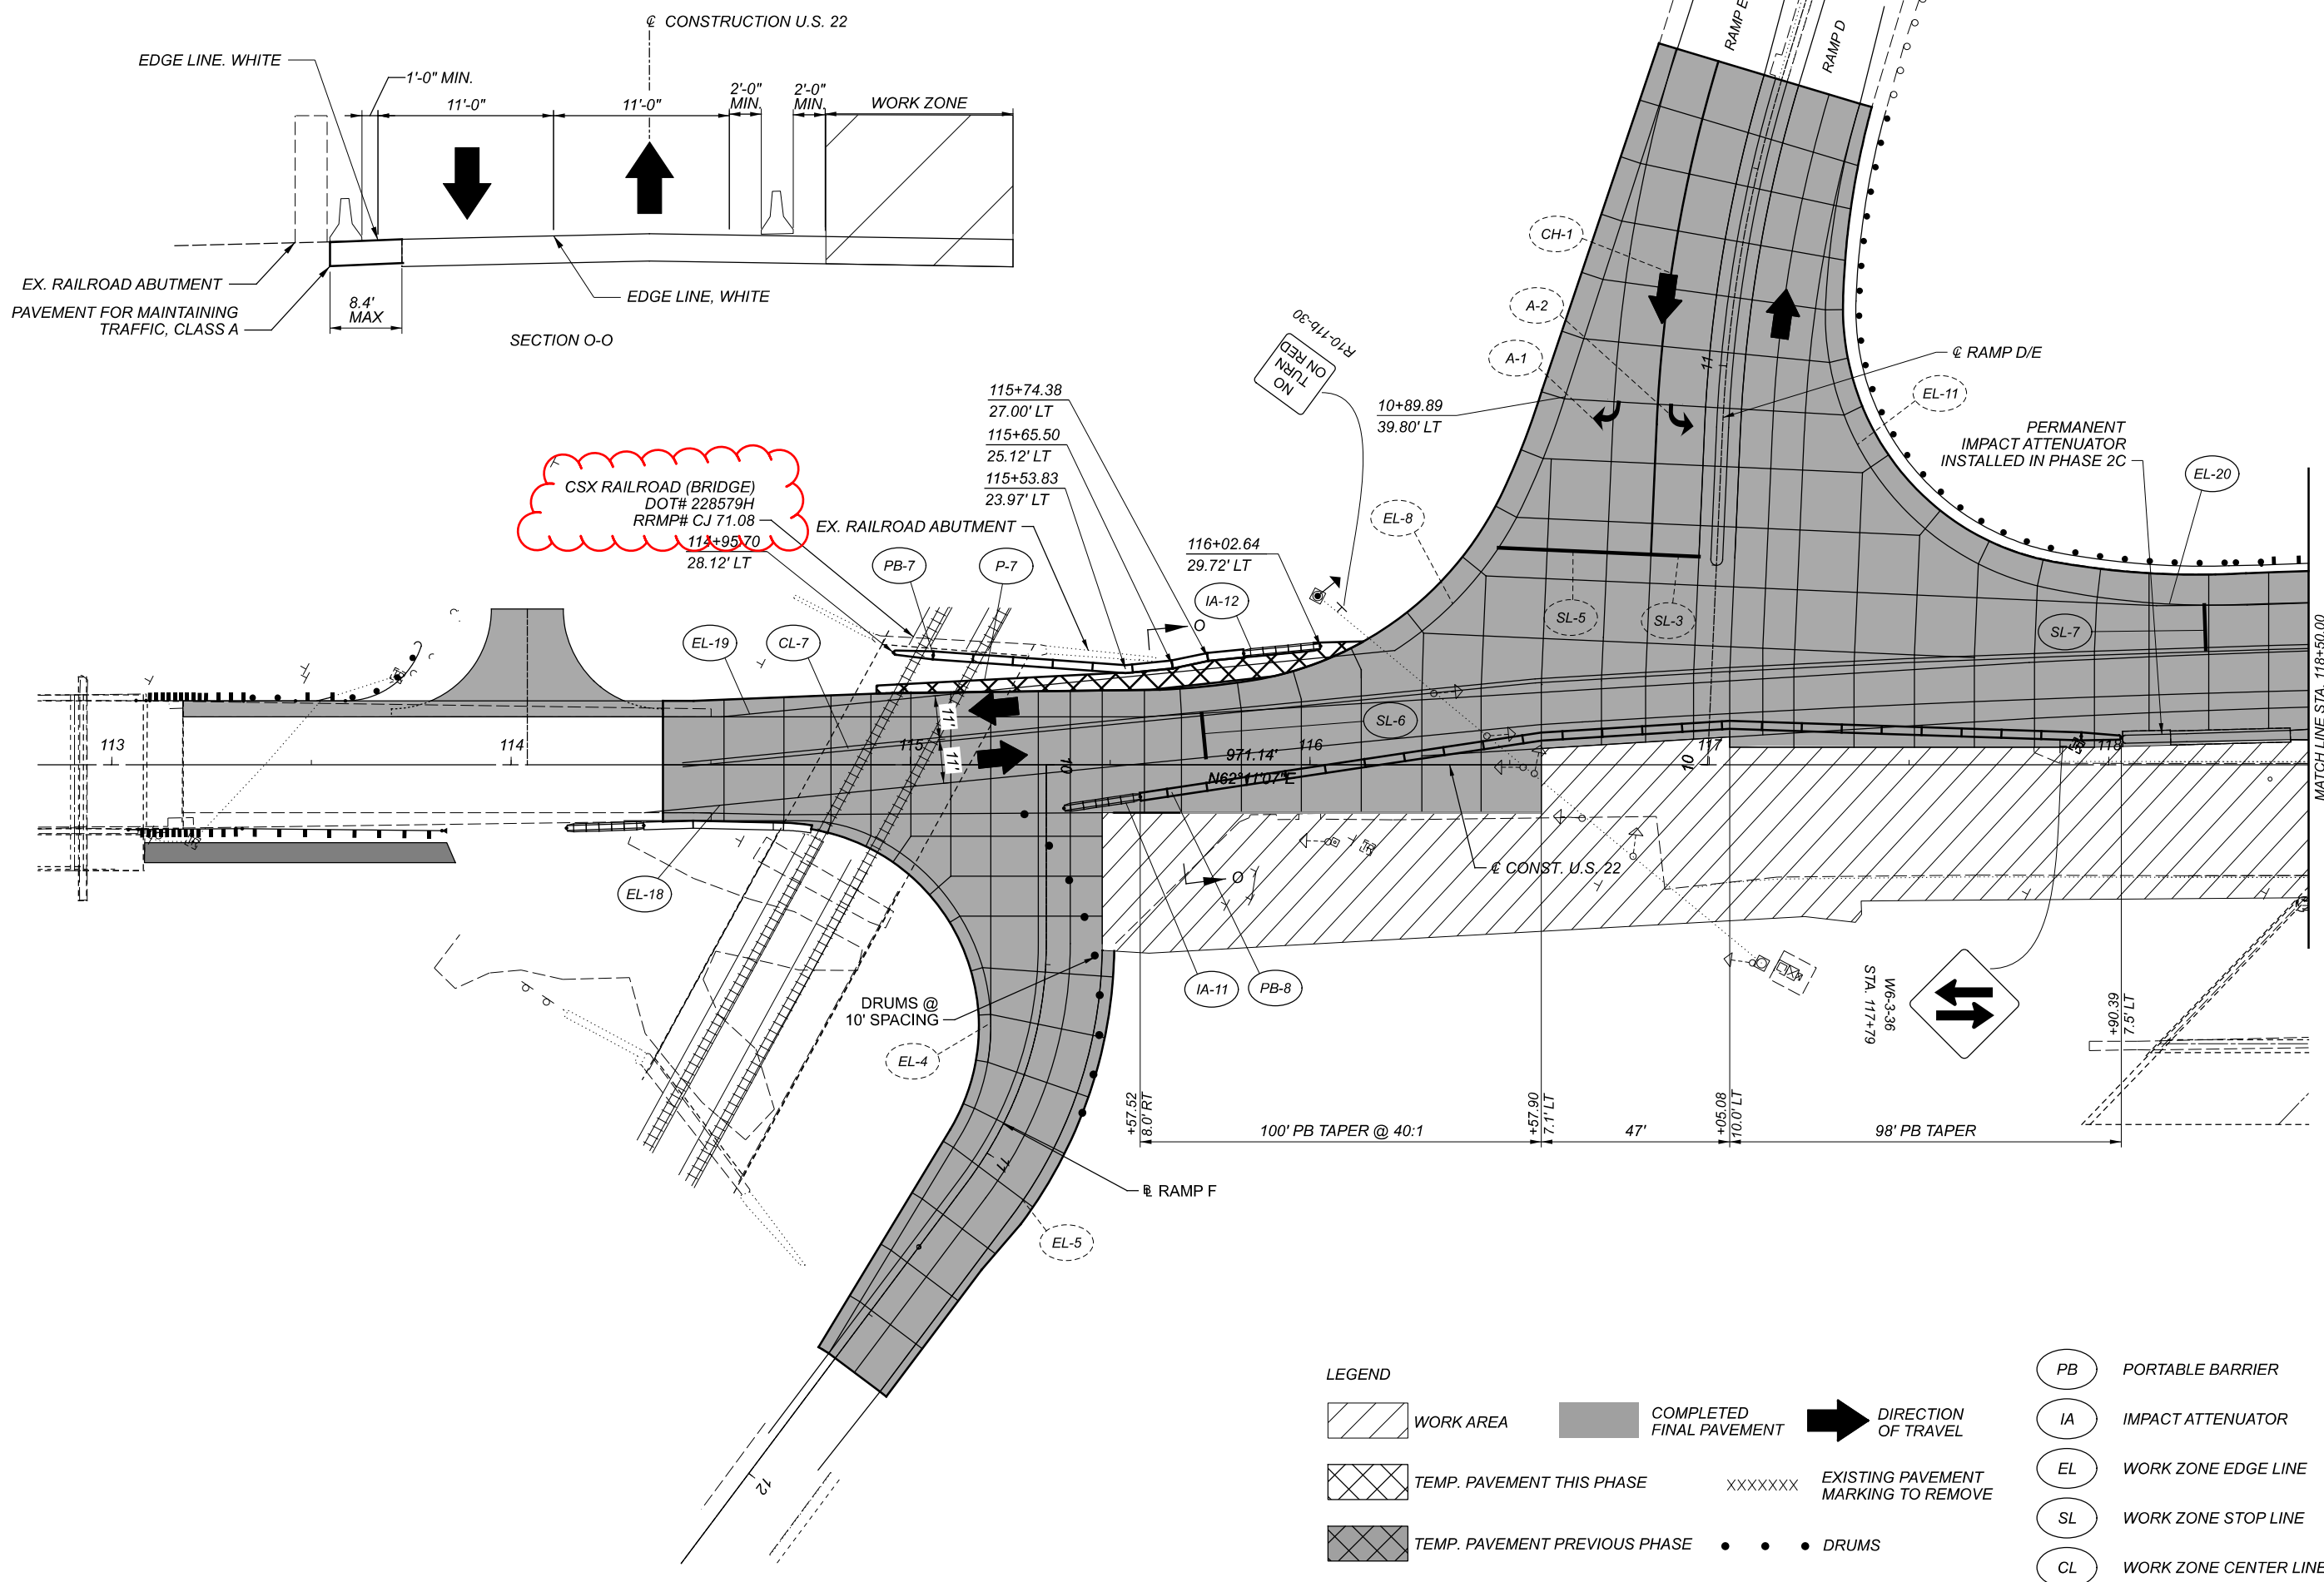 ℄ CONSTRUCTION U.S. 22
EDGE LINE. WHITE
1'-0" MIN.
11'-0"
11'-0"
2'-0"
MIN.
2'-0"
MIN.
WORK ZONE
EX. RAILROAD ABUTMENT
PAVEMENT FOR MAINTAINING
TRAFFIC, CLASS A
8.4'
MAX
EDGE LINE, WHITE
SECTION O-O
RAMP E
RAMP D
CH-1
A-2
A-1
11
℄ RAMP D/E
EL-11
R10-11b-30
NO
TURN
ON RED
10+89.89
39.80' LT
PERMANENT
IMPACT ATTENUATOR
INSTALLED IN PHASE 2C
EL-20
115+74.38
27.00' LT
115+65.50
25.12' LT
115+53.83
23.97' LT
CSX RAILROAD (BRIDGE)
DOT# 228579H
RRMP# CJ 71.08
114+95.70
28.12' LT
EX. RAILROAD ABUTMENT
EL-8
116+02.64
29.72' LT
PB-7
P-7
IA-12
O
EL-19
CL-7
SL-5
SL-3
SL-7
SL-6
MATCH LINE STA. 118+50.00
113
114
115
11'
11'
10
971.14'
N62°11'07"E
116
117
10
118
EL-18
O
℄ CONST. U.S. 22
IA-11
PB-8
DRUMS @
10' SPACING
EL-4
W6-3-36
STA. 117+79
+57.52
8.0' RT
+57.90
7.1' LT
+05.08
10.0' LT
+90.39
7.5' LT
100' PB TAPER @ 40:1
47'
98' PB TAPER
11
BL RAMP F
EL-5
12
LEGEND
WORK AREA
COMPLETED
FINAL PAVEMENT
DIRECTION
OF TRAVEL
TEMP. PAVEMENT THIS PHASE
XXXXXXX
EXISTING PAVEMENT
MARKING TO REMOVE
TEMP. PAVEMENT PREVIOUS PHASE
DRUMS
PB PORTABLE BARRIER
IA IMPACT ATTENUATOR
EL WORK ZONE EDGE LINE
SL WORK ZONE STOP LINE
CL WORK ZONE CENTER LINE